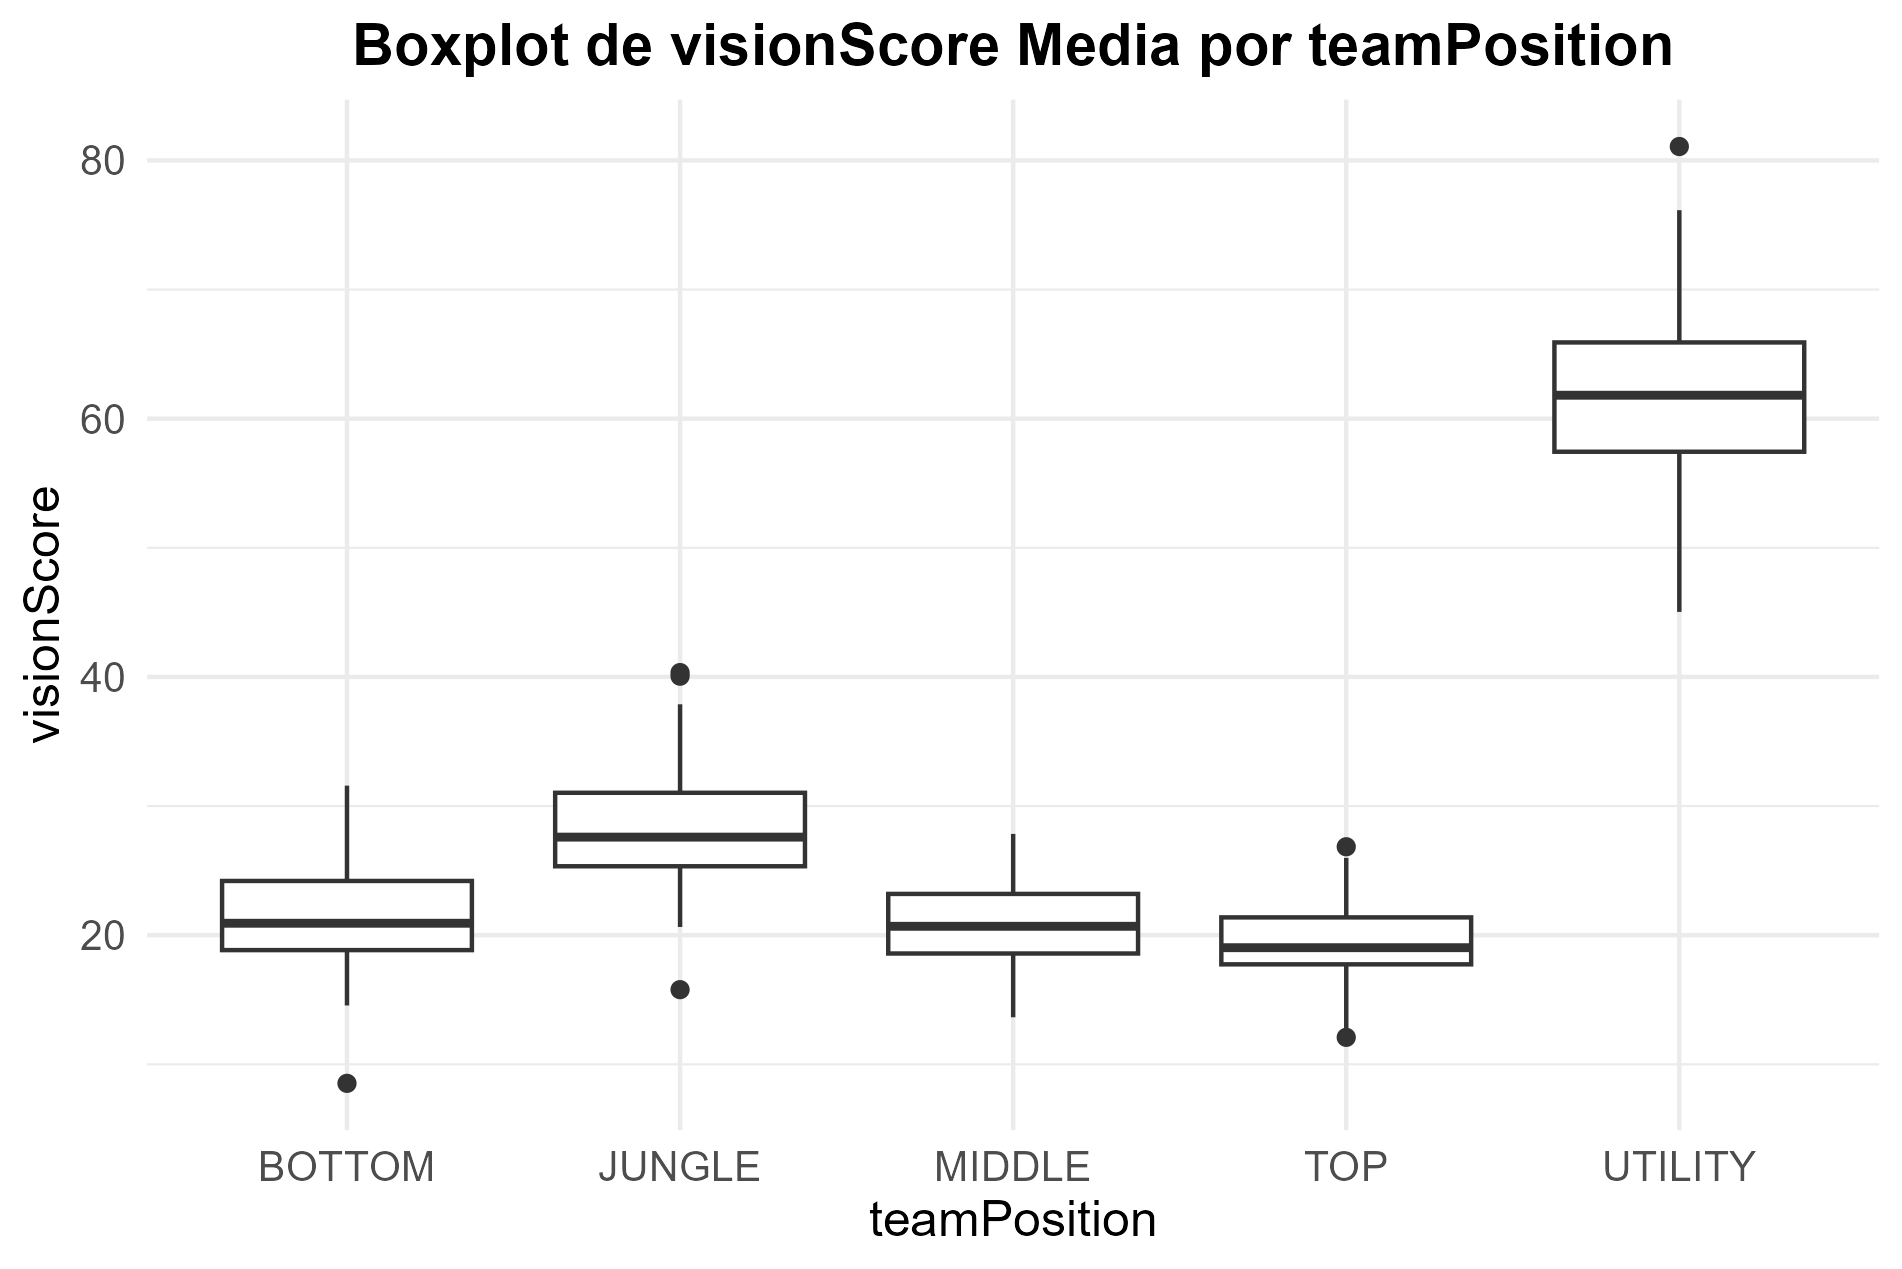 Boxplot de visionScore Media por teamPosition
visionScore
80
60
40
20
BOTTOM JUNGLE MIDDLE TOP UTILITY
teamPosition